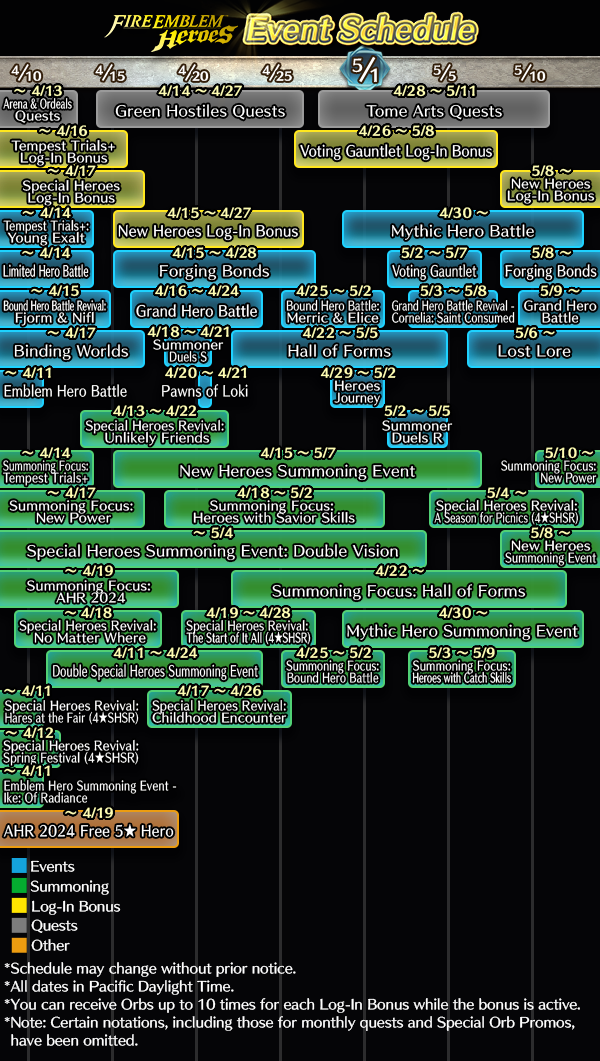 FIRE EMBLEM
Heroes
Event Schedule
4/10 4/15 4/20 4/25 5/1 5/5 5/10
~ 4/13
Arena & Ordeals
Quests
4/14 ~ 4/27
Green Hostiles Quests
4/28 ~ 5/11
Tome Arts Quests
~ 4/16
Tempest Trials+
Log-In Bonus
4/26 ~ 5/8
Voting Gauntlet Log-In Bonus
~ 4/17
Special Heroes
Log-In Bonus
5/8 ~
New Heroes
Log-In Bonus
~ 4/14
Tempest Trials+:
Young Exalt
4/15 ~ 4/27
New Heroes Log-In Bonus
4/30 ~
Mythic Hero Battle
~ 4/14
Limited Hero Battle
4/15 ~ 4/28
Forging Bonds
5/2 ~ 5/7
Voting Gauntlet
5/8 ~
Forging Bonds
~ 4/15
Bound Hero Battle Revival:
Fjorm & Nifl
4/16 ~ 4/24
Grand Hero Battle
4/25 ~ 5/2
Bound Hero Battle:
Merric & Elice
5/3 ~ 5/8
Grand Hero Battle Revival -
Cornelia: Saint Consumed
5/9 ~
Grand Hero
Battle
~ 4/17
Binding Worlds
4/18 ~ 4/21
Summoner
Duels S
4/22 ~ 5/5
Hall of Forms
5/6 ~
Lost Lore
~ 4/11
Emblem Hero Battle
4/20 ~ 4/21
Pawns of Loki
4/29 ~ 5/2
Heroes
Journey
4/13 ~ 4/22
Special Heroes Revival:
Unlikely Friends
5/2 ~ 5/5
Summoner
Duels R
~ 4/14
Summoning Focus:
Tempest Trials+
4/15 ~ 5/7
New Heroes Summoning Event
5/10 ~
Summoning Focus:
New Power
~ 4/17
Summoning Focus:
New Power
4/18 ~ 5/2
Summoning Focus:
Heroes with Savior Skills
5/4 ~
Special Heroes Revival:
A Season for Picnics (4★SHSR)
~ 5/4
Special Heroes Summoning Event: Double Vision
5/8 ~
New Heroes
Summoning Event
~ 4/19
Summoning Focus:
AHR 2024
4/22 ~
Summoning Focus: Hall of Forms
~ 4/18
Special Heroes Revival:
No Matter Where
4/19 ~ 4/28
Special Heroes Revival:
The Start of It All (4★SHSR)
4/30 ~
Mythic Hero Summoning Event
4/11 ~ 4/24
Double Special Heroes Summoning Event
4/25 ~ 5/2
Summoning Focus:
Bound Hero Battle
5/3 ~ 5/9
Summoning Focus:
Heroes with Catch Skills
~ 4/11
Special Heroes Revival:
Hares at the Fair (4★SHSR)
4/17 ~ 4/26
Special Heroes Revival:
Childhood Encounter
~ 4/12
Special Heroes Revival:
Spring Festival (4★SHSR)
~ 4/11
Emblem Hero Summoning Event -
Ike: Of Radiance
~ 4/19
AHR 2024 Free 5★ Hero
Events
Summoning
Log-In Bonus
Quests
Other
*Schedule may change without prior notice.
*All dates in Pacific Daylight Time.
*You can receive Orbs up to 10 times for each Log-In Bonus while the bonus is active.
*Note: Certain notations, including those for monthly quests and Special Orb Promos,
have been omitted.